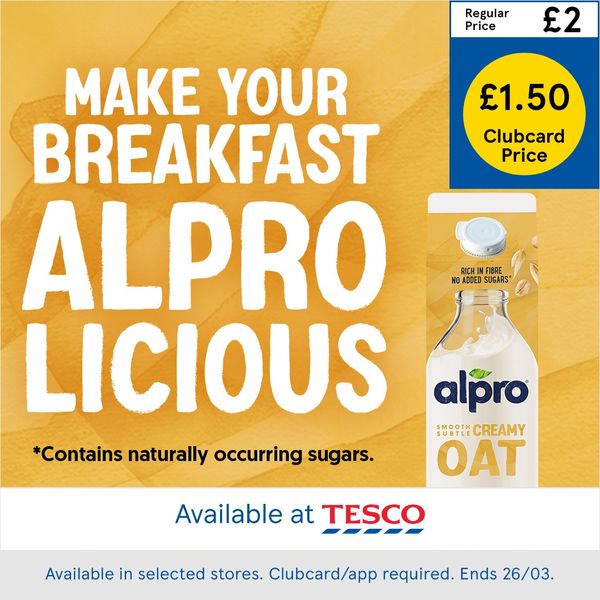 Regular
Price
£2
£1.50
Clubcard
Price
MAKE YOUR
BREAKFAST
ALPRO
LICIOUS
*Contains naturally occurring sugars.
RICH IN FIBRE
NO ADDED SUGARS*
alpro
SMOOTH
SUBTLE CREAMY
OAT
Available at TESCO
Available in selected stores. Clubcard/app required. Ends 26/03.